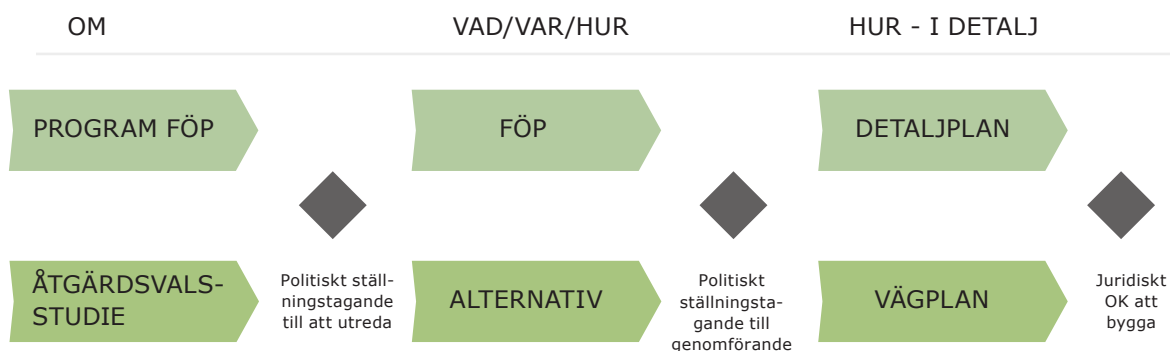 OM
VAD/VAR/HUR
HUR - I DETALJ
PROGRAM FÖP
FÖP
DETALJPLAN
ÅTGÄRDSVALS-
STUDIE
Politiskt ställ-
ningstagande
till att utreda
ALTERNATIV
Politiskt
ställningsta-
gande till
genomförande
VÄGPLAN
Juridiskt
OK att
bygga